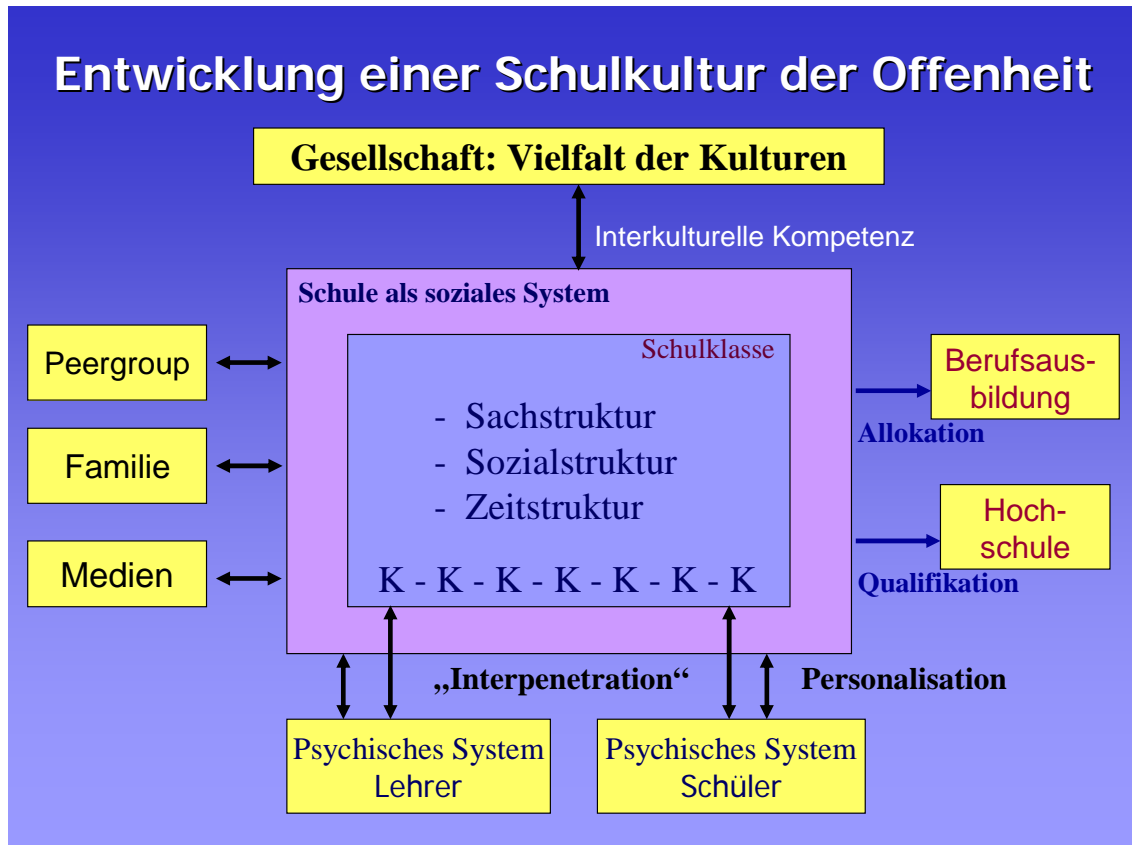 Entwicklung einer Schulkultur der Offenheit
Gesellschaft: Vielfalt der Kulturen
Interkulturelle Kompetenz
Schule als soziales System
Schulklasse
Peergroup
Familie
Medien
- Sachstruktur
- Sozialstruktur
- Zeitstruktur
K - K - K - K - K - K - K
Berufsaus-
bildung
Allokation
Hoch-
schule
Qualifikation
„Interpenetration“
Personalisation
Psychisches System
Lehrer
Psychisches System
Schüler